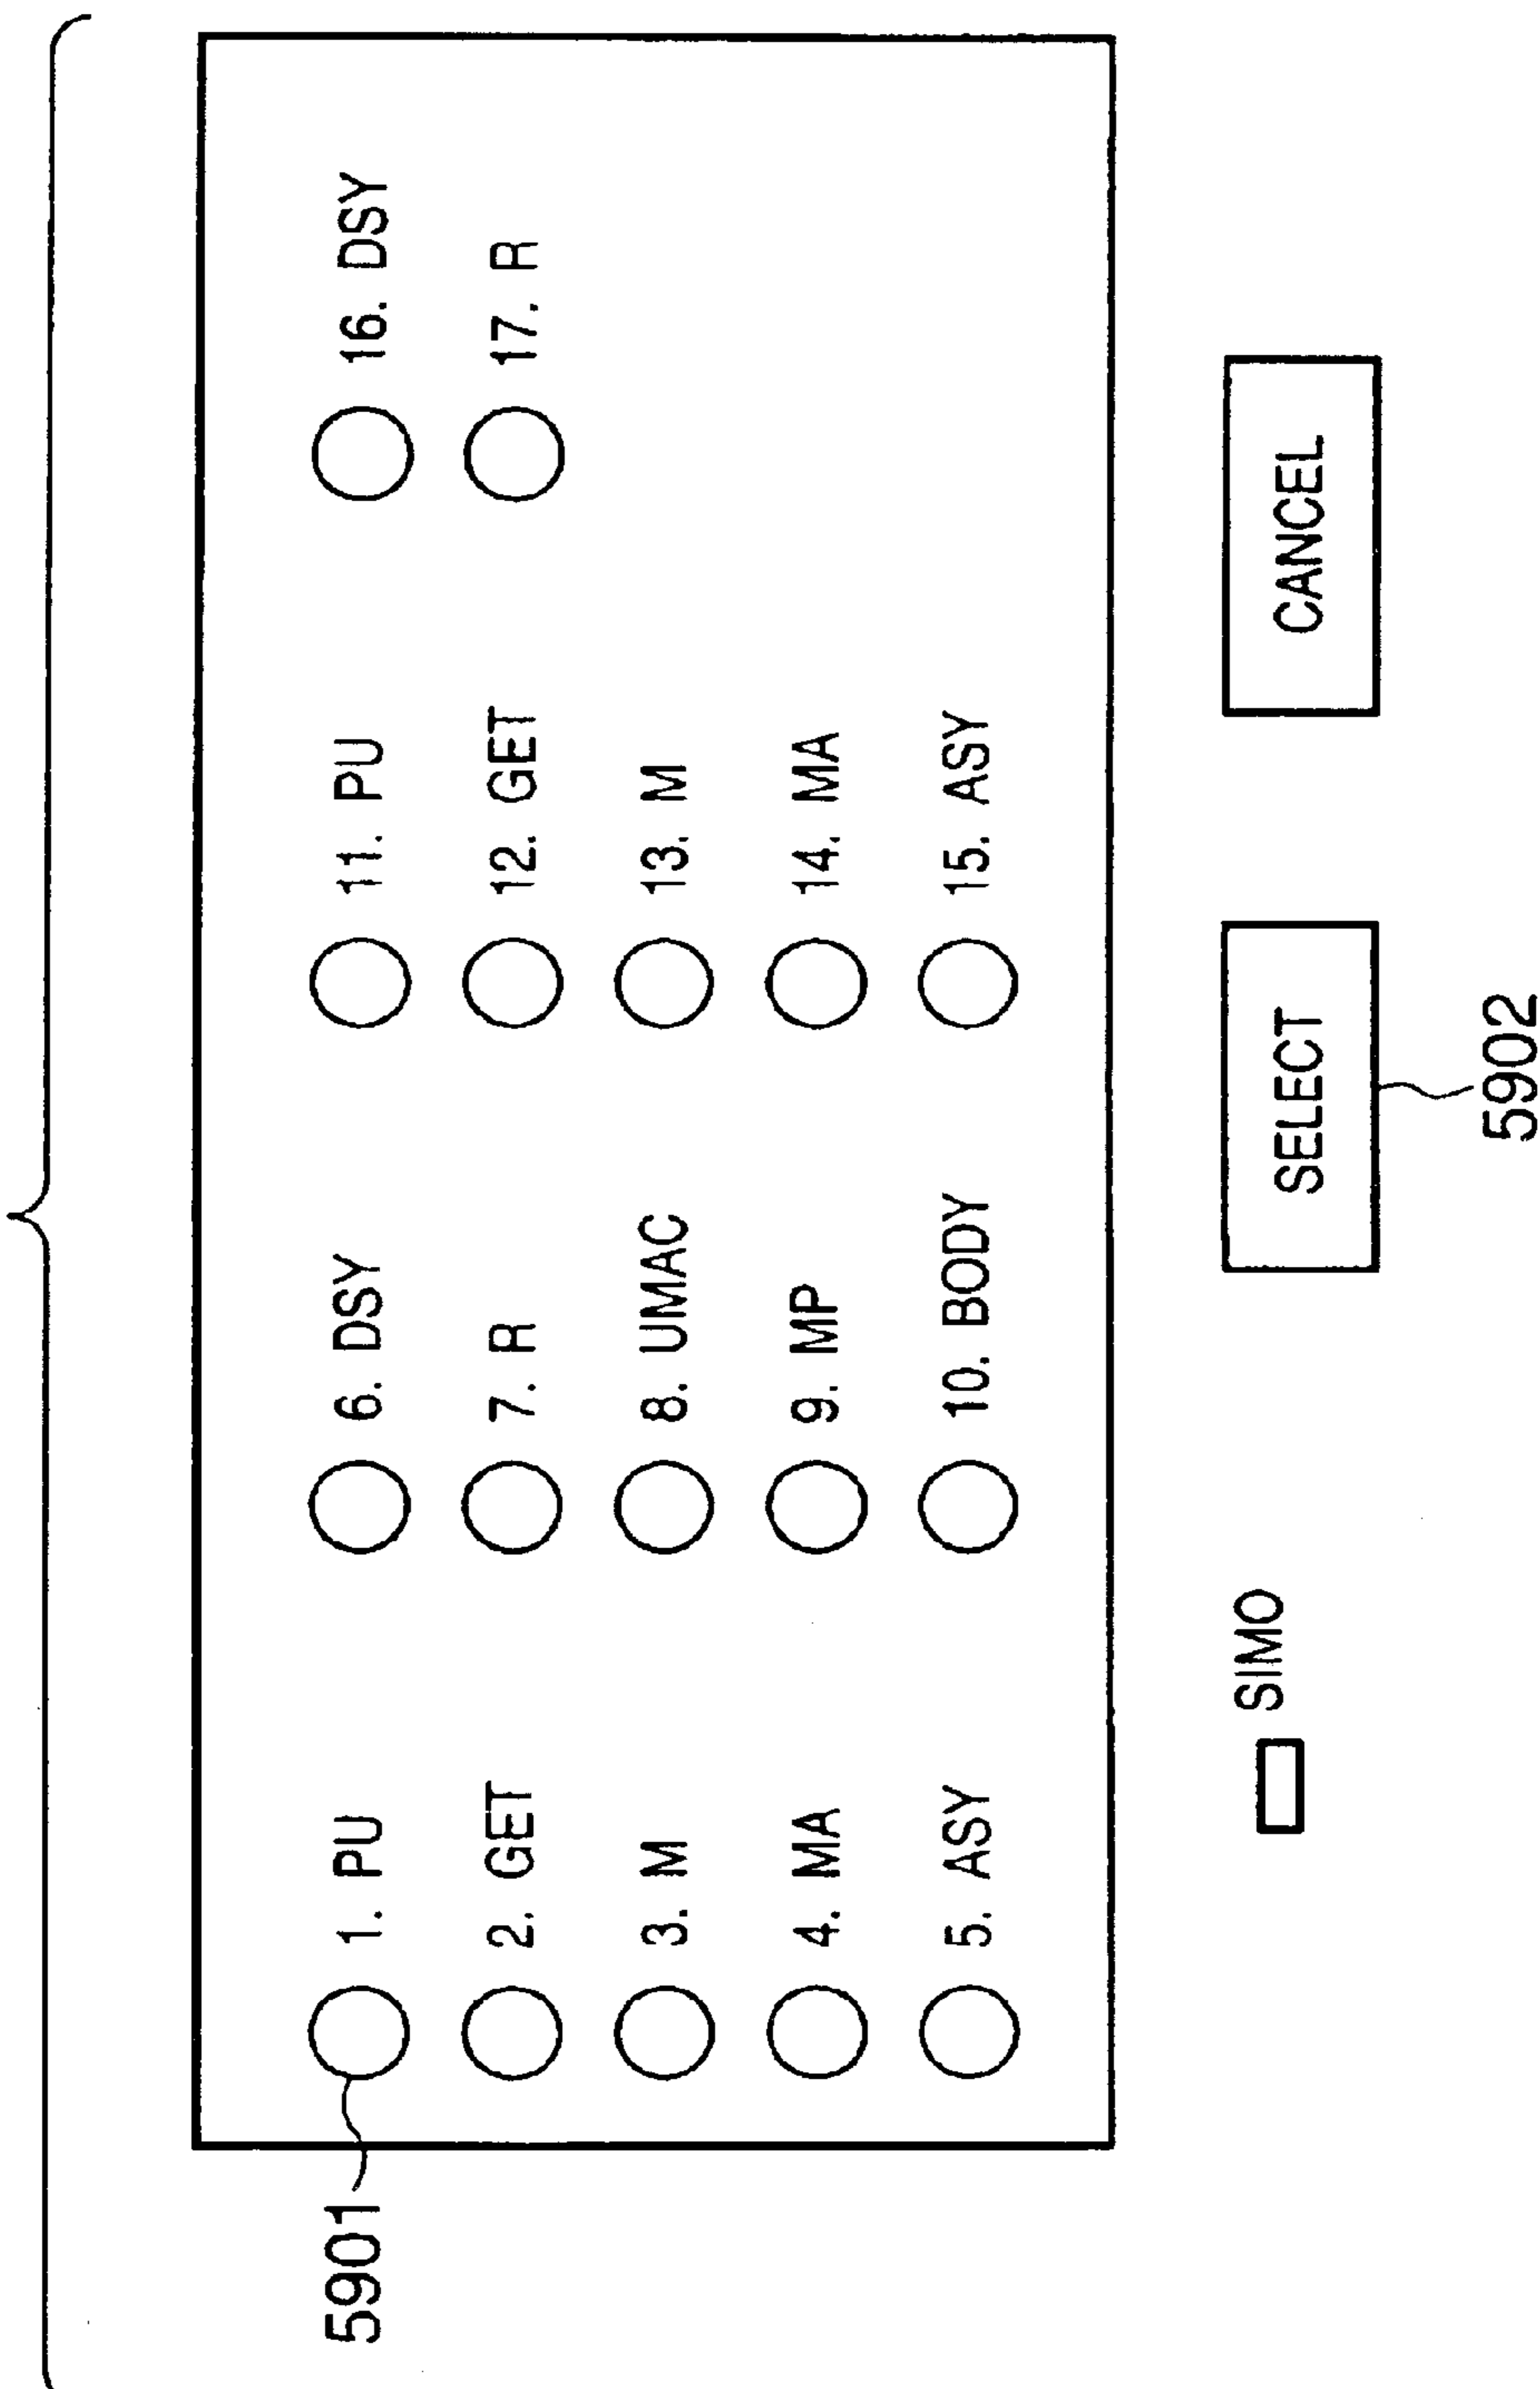 5901
1. PU
2. GET
3. M
4. MA
5. ASY
6. DSY
7. R
8. UMAC
9. MP
10. BODY
11. PU
12. GET
13. M
14. MA
15. ASY
16. DSY
17. R
SIMO
SELECT
CANCEL
5902